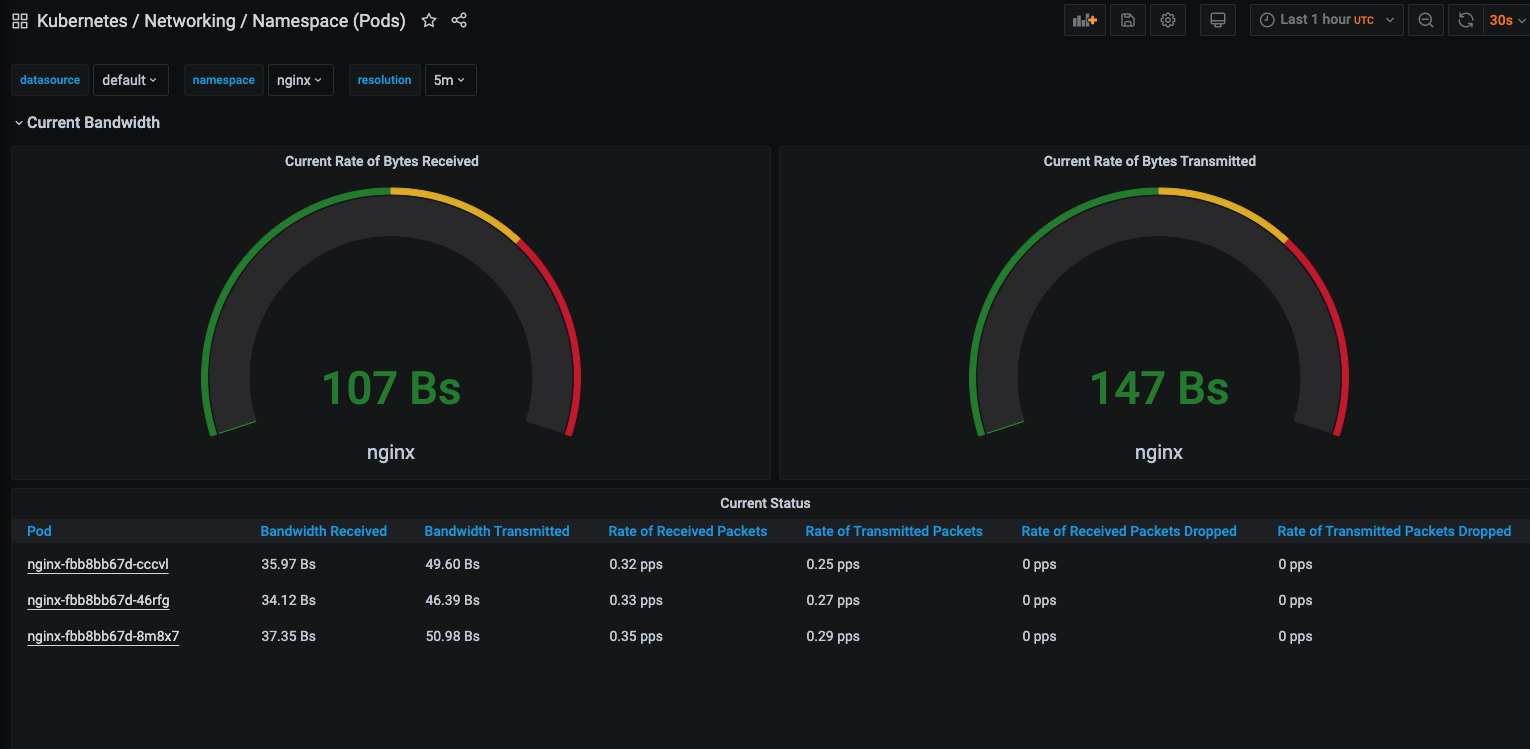 Kubernetes / Networking / Namespace (Pods) Last 1 hour UTC 30s
datasource default namespace nginx resolution 5m
Current Bandwidth
Current Rate of Bytes Received Current Rate of Bytes Transmitted
107 Bs 147 Bs
nginx nginx
Current Status
Pod Bandwidth Received Bandwidth Transmitted Rate of Received Packets Rate of Transmitted Packets Rate of Received Packets Dropped Rate of Transmitted Packets Dropped
nginx-fbb8bb67d-cccvl 35.97 Bs 49.60 Bs 0.32 pps 0.25 pps 0 pps 0 pps
nginx-fbb8bb67d-46rfg 34.12 Bs 46.39 Bs 0.33 pps 0.27 pps 0 pps 0 pps
nginx-fbb8bb67d-8m8x7 37.35 Bs 50.98 Bs 0.35 pps 0.29 pps 0 pps 0 pps